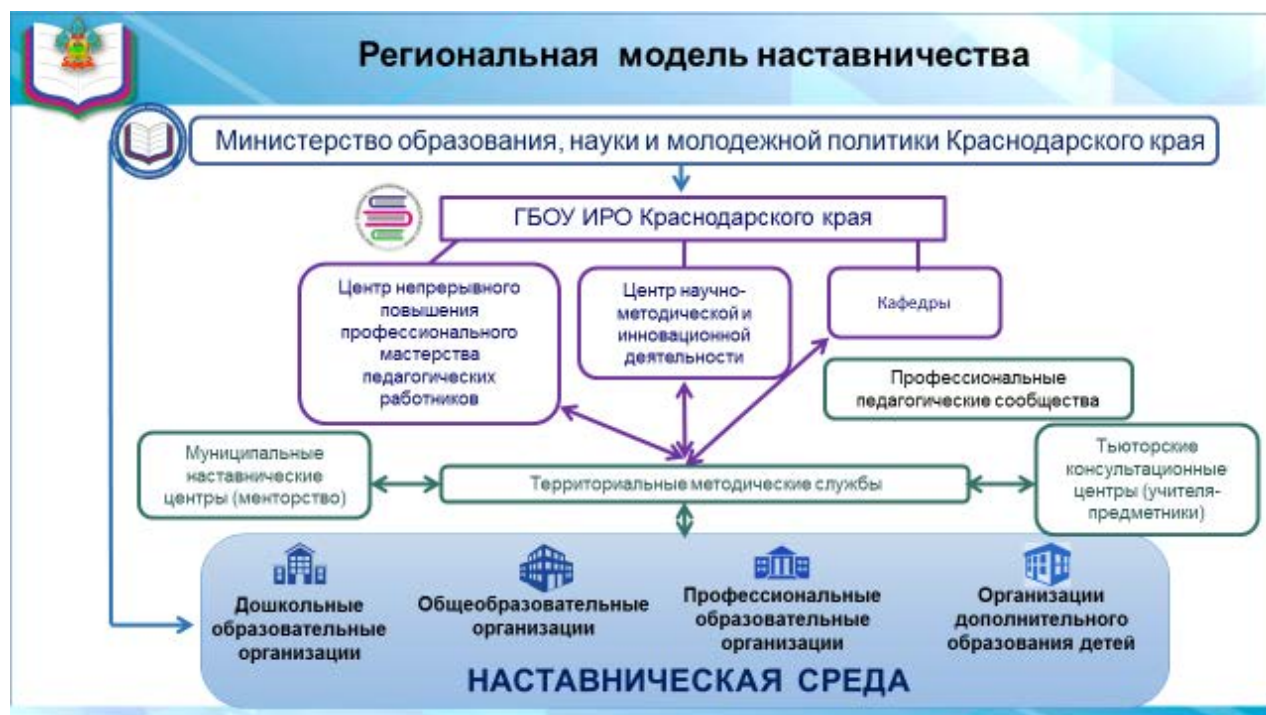 Региональная модель наставничества
Министерство образования, науки и молодежной политики Краснодарского края
ГБОУ ИРО Краснодарского края
Центр непрерывного
повышения
профессионального
мастерства
педагогических
работников
Центр научно-
методической и
инновационной
деятельности
Кафедры
Профессиональные
педагогические сообщества
Муниципальные
наставнические
центры (менторство)
Территориальные методические службы
Тьюторские
консультационные
центры (учителя-
предметники)
Дошкольные
образовательные
организации
Общеобразовательные
организации
Профессиональные
образовательные
организации
Организации
дополнительного
образования детей
НАСТАВНИЧЕСКАЯ СРЕДА